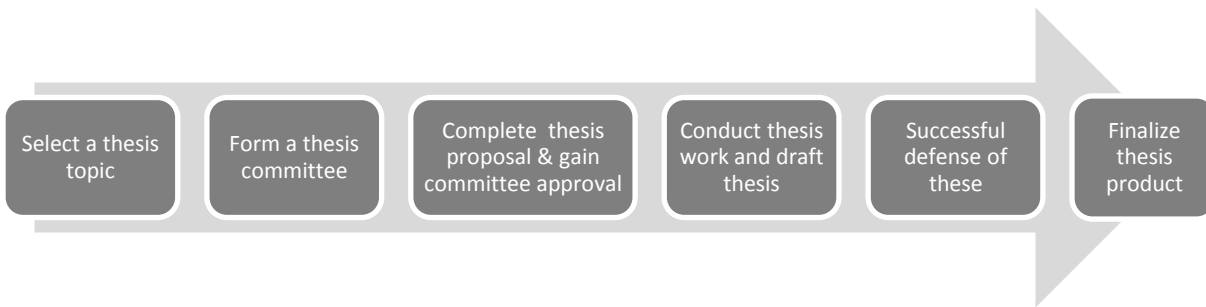 Select a thesis
topic
Form a thesis
committee
Complete thesis
proposal & gain
committee approval
Conduct thesis
work and draft
thesis
Successful
defense of
these
Finalize
thesis
product